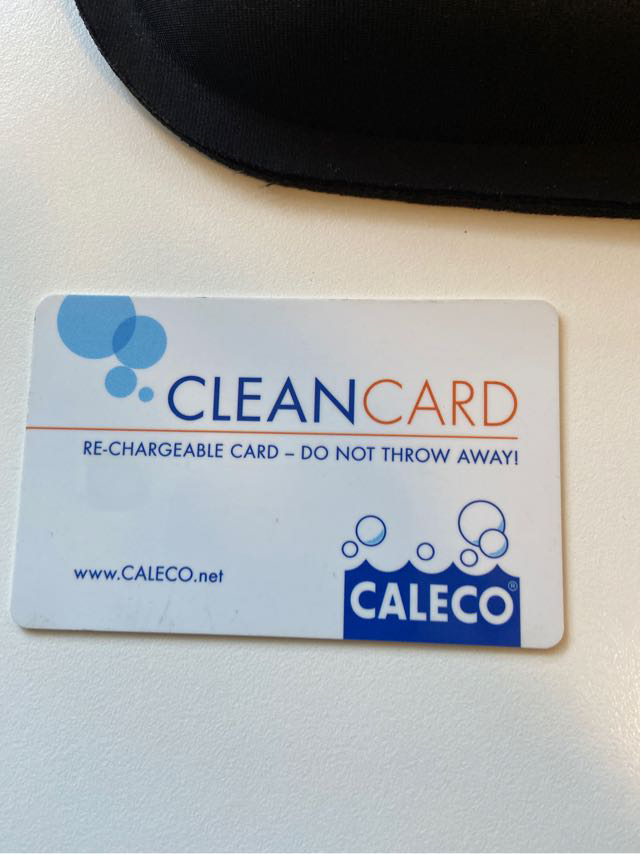 CLEANCARD
RE-CHARGEABLE CARD – DO NOT THROW AWAY!
www.CALECO.net
CALECO®